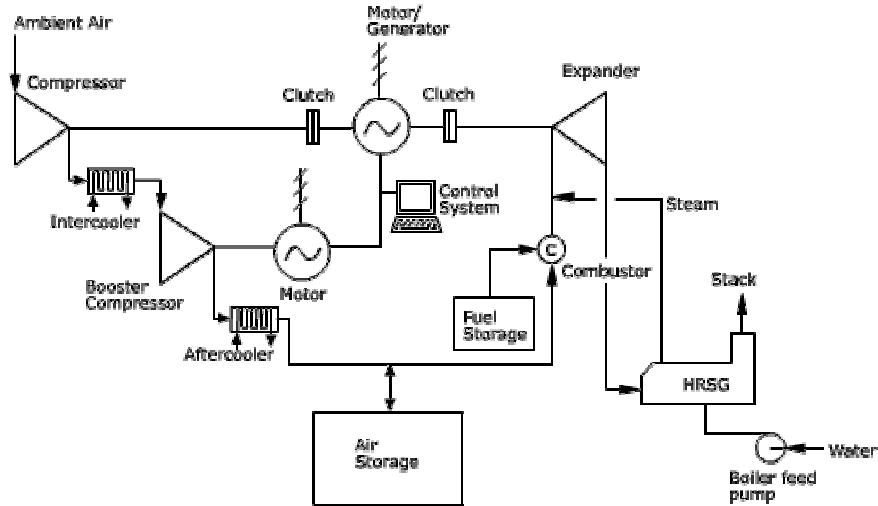 Ambient Air
Motor/
Generator
Compressor
Clutch
Clutch
Expander
Intercooler
Control
System
Steam
Booster
Compressor
Motor
C
Combustor
Stack
Fuel
Storage
Aftercooler
HRSG
Air
Storage
Water
Boiler feed
pump